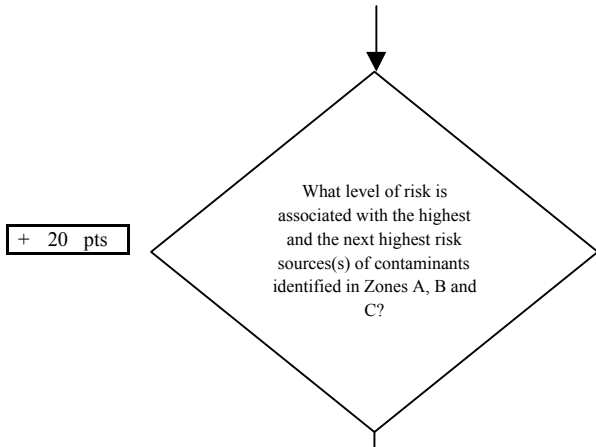 What level of risk is
associated with the highest
and the next highest risk
sources(s) of contaminants
identified in Zones A, B and
C?
+ 20 pts